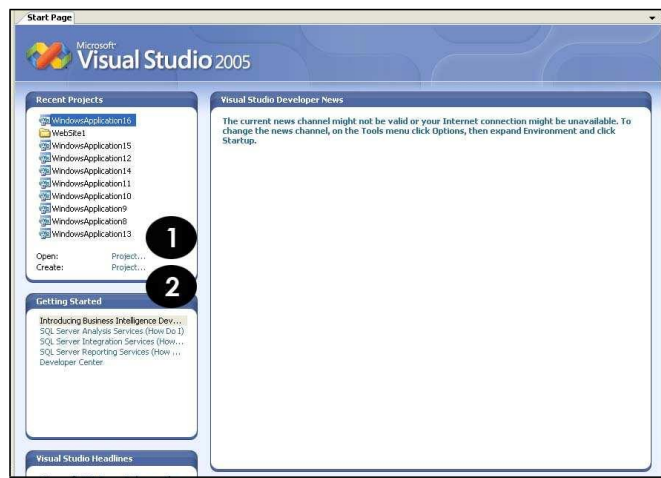 Start Page
Microsoft
Visual Studio 2005
Recent Projects
WindowsApplication16
WebSite1
WindowsApplication15
WindowsApplication12
WindowsApplication14
WindowsApplication11
WindowsApplication10
WindowsApplication9
WindowsApplication8
WindowsApplication13
1
Open: Project...
Create: Project...
2
Getting Started
Introducing Business Intelligence Dev...
SQL Server Analysis Services (How Do I)
SQL Server Integration Services (How...
SQL Server Reporting Services (How ...
Developer Center
Visual Studio Headlines
Visual Studio Developer News
The current news channel might not be valid or your Internet connection might be unavailable. To
change the news channel, on the Tools menu click Options, then expand Environment and click
Startup.